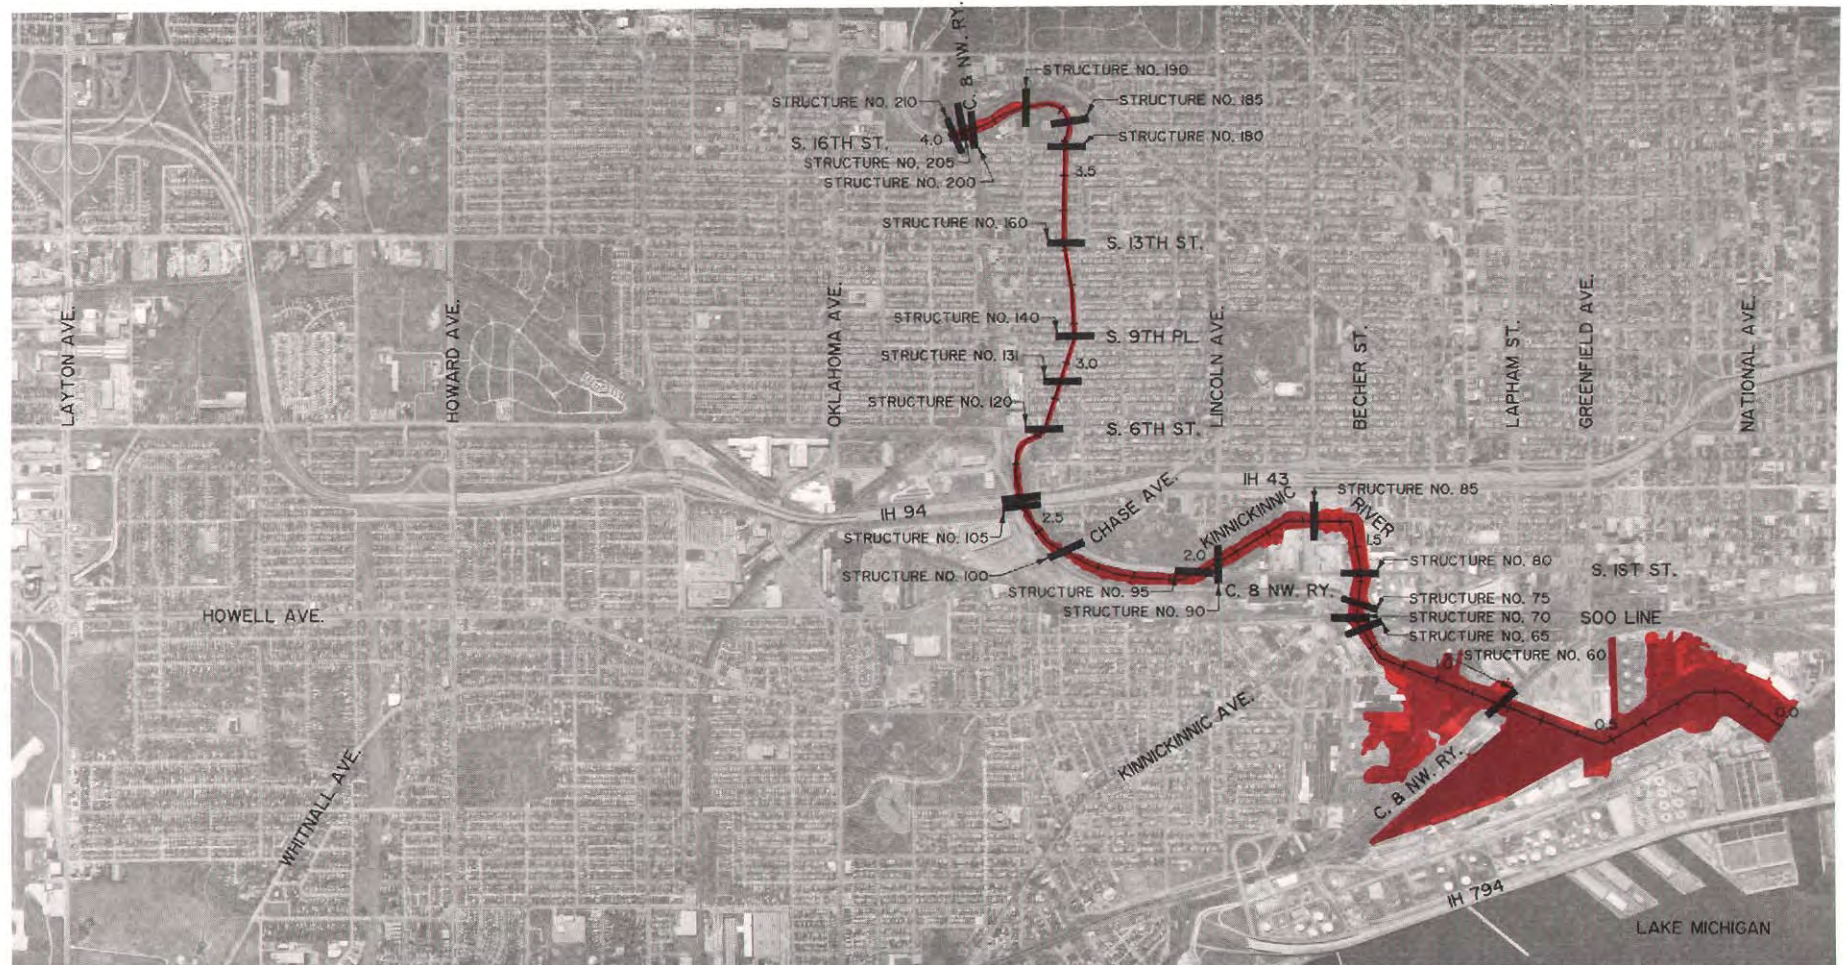 C. & NW. RY.
STRUCTURE NO. 190
STRUCTURE NO. 210
STRUCTURE NO. 185
4.0
S. 16TH ST.
STRUCTURE NO. 180
STRUCTURE NO. 205
STRUCTURE NO. 200
3.5
STRUCTURE NO. 160
S. 13TH ST.
LAYTON AVE.
HOWARD AVE.
OKLAHOMA AVE.
STRUCTURE NO. 140
S. 9TH PL.
LINCOLN AVE.
BECHER ST.
LAPHAM ST.
GREENFIELD AVE.
NATIONAL AVE.
STRUCTURE NO. 131
3.0
STRUCTURE NO. 120
S. 6TH ST.
IH 43
STRUCTURE NO. 85
IH 94
2.5
CHASE AVE.
KINNICKINNIC
RIVER
STRUCTURE NO. 105
1.5
STRUCTURE NO. 100
2.0
STRUCTURE NO. 80
S. 1ST ST.
STRUCTURE NO. 95
C. & NW. RY.
STRUCTURE NO. 75
STRUCTURE NO. 90
HOWELL AVE.
STRUCTURE NO. 70
SOO LINE
STRUCTURE NO. 65
1.0
STRUCTURE NO. 60
KINNICKINNIC AVE.
0.5
0.0
C. & NW. RY.
WHITNALL AVE.
IH 794
LAKE MICHIGAN